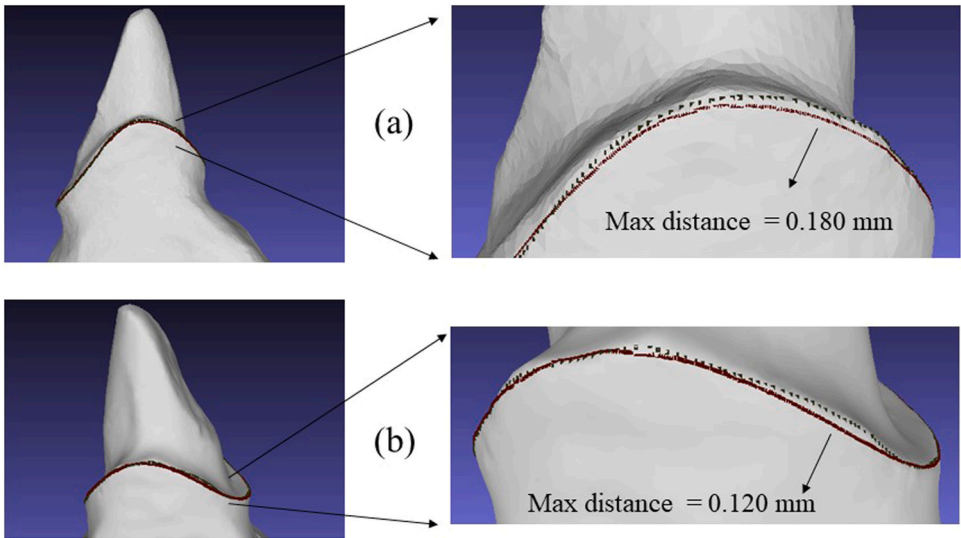 (a)
Max distance = 0.180 mm
(b)
Max distance = 0.120 mm